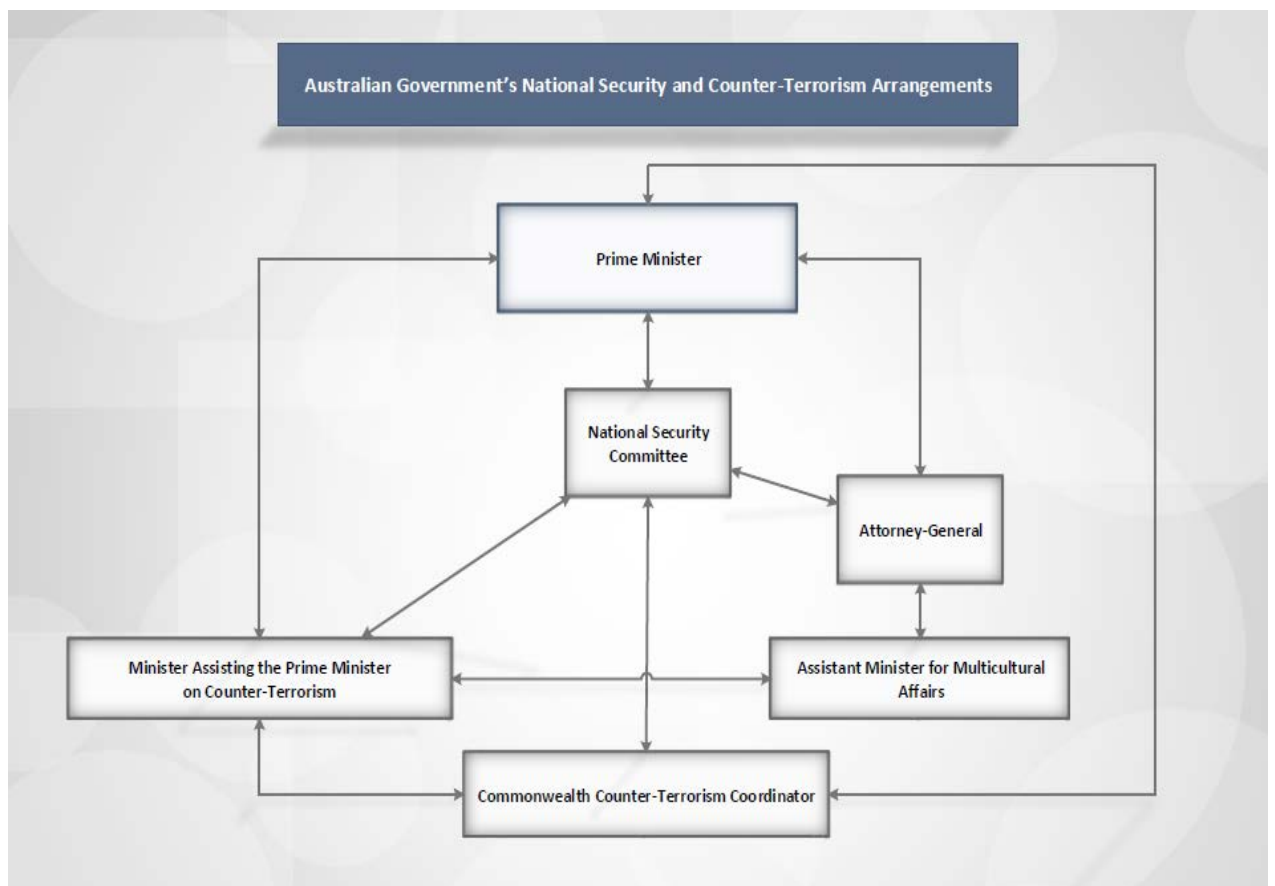 Australian Government's National Security and Counter-Terrorism Arrangements
Prime Minister
National Security
Committee
Attorney-General
Minister Assisting the Prime Minister
on Counter-Terrorism
Assistant Minister for Multicultural
Affairs
Commonwealth Counter-Terrorism Coordinator